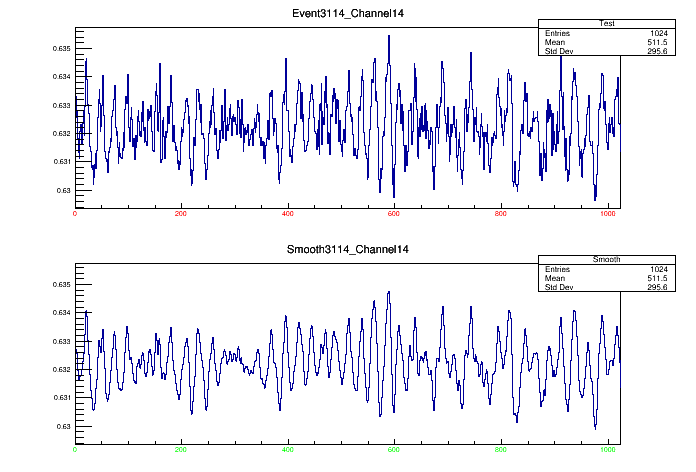 Event3114_Channel14
Test
Entries 1024
Mean 511.5
Std Dev 295.6
0.635
0.634
0.633
0.632
0.631
0.63
0 200 400 600 800 1000
Smooth3114_Channel14
Smooth
Entries 1024
Mean 511.5
Std Dev 295.6
0.635
0.634
0.633
0.632
0.631
0.63
0 200 400 600 800 1000